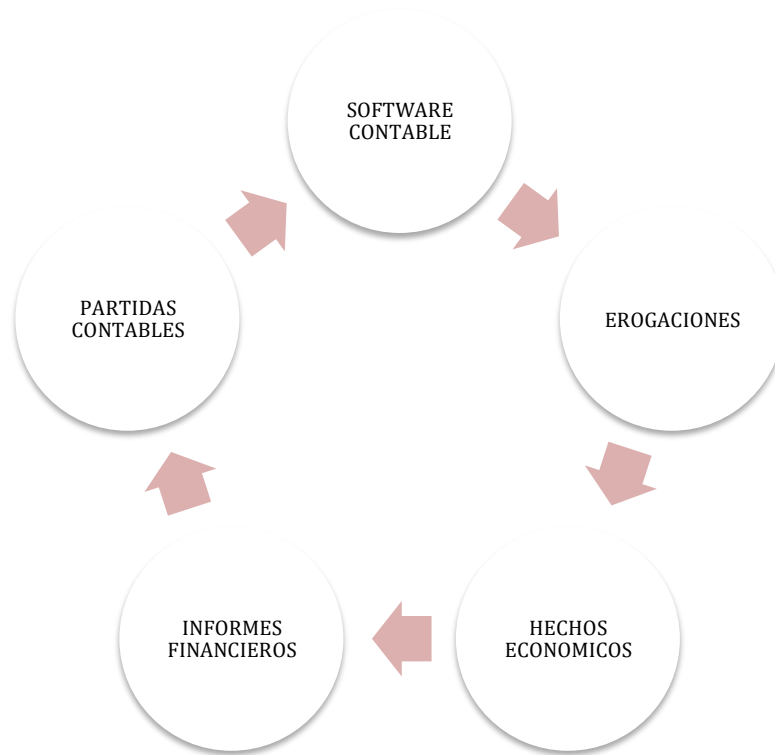 SOFTWARE
CONTABLE
EROGACIONES
HECHOS
ECONOMICOS
INFORMES
FINANCIEROS
PARTIDAS
CONTABLES